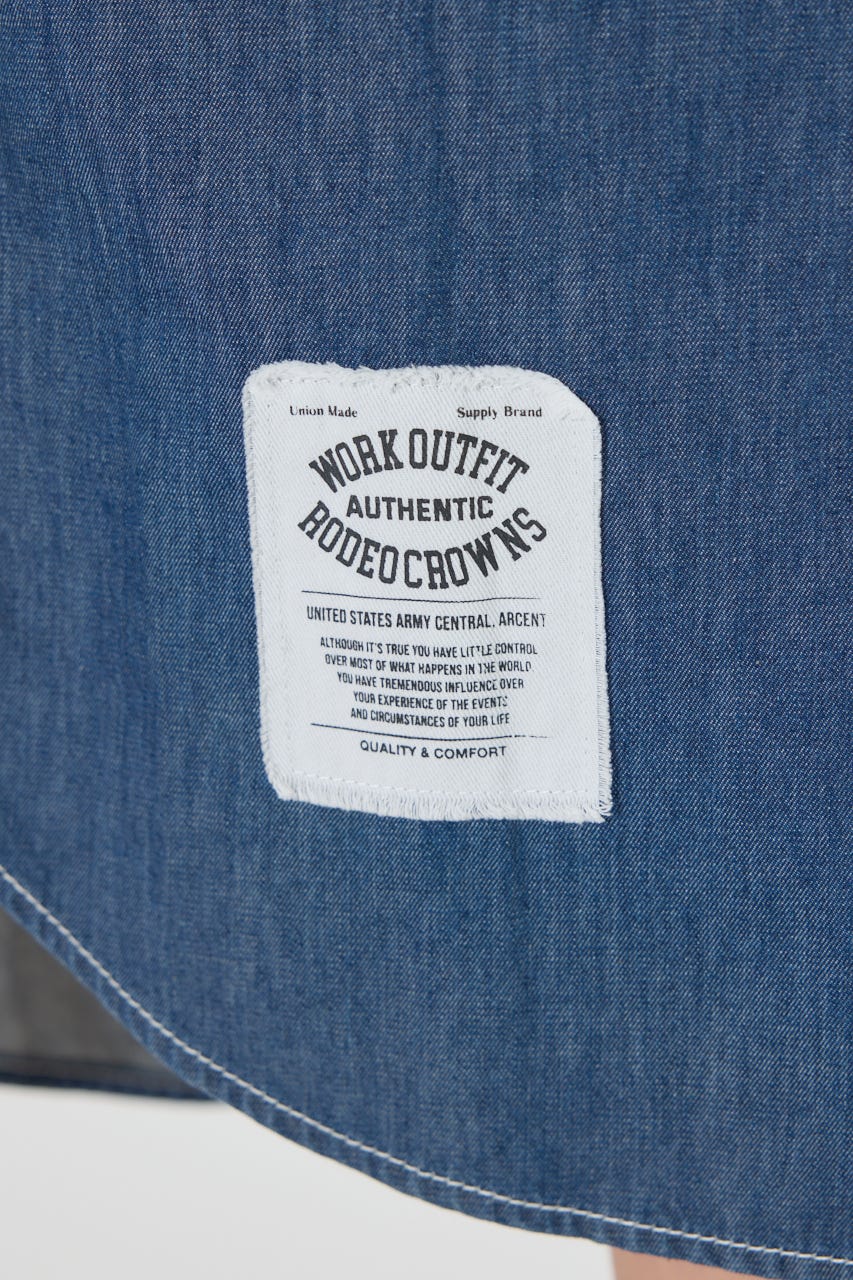 Union Made Supply Brand
WORK OUTFIT
AUTHENTIC
RODEO CROWNS
UNITED STATES ARMY CENTRAL, ARCENT
ALTHOUGH IT'S TRUE YOU HAVE LITTLE CONTROL
OVER MOST OF WHAT HAPPENS IN THE WORLD
YOU HAVE TREMENDOUS INFLUENCE OVER
YOUR EXPERIENCE OF THE EVENTS
AND CIRCUMSTANCES OF YOUR LIFE
QUALITY & COMFORT